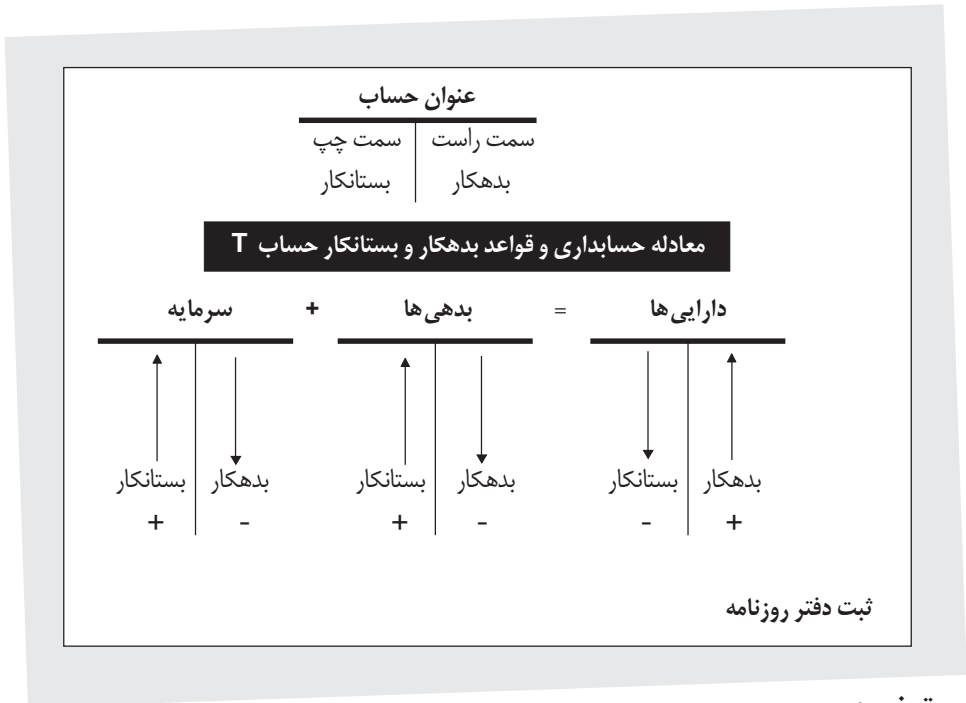 عنوان حساب
سمت راست سمت چپ
بدهکار بستانکار
معادله حسابداری و قواعد بدهکار و بستانکار حساب T
دارایی‌ها = بدهی‌ها + سرمایه
بدهکار بستانکار بدهکار بستانکار بدهکار بستانکار
+ - - + - +
ثبت دفتر روزنامه